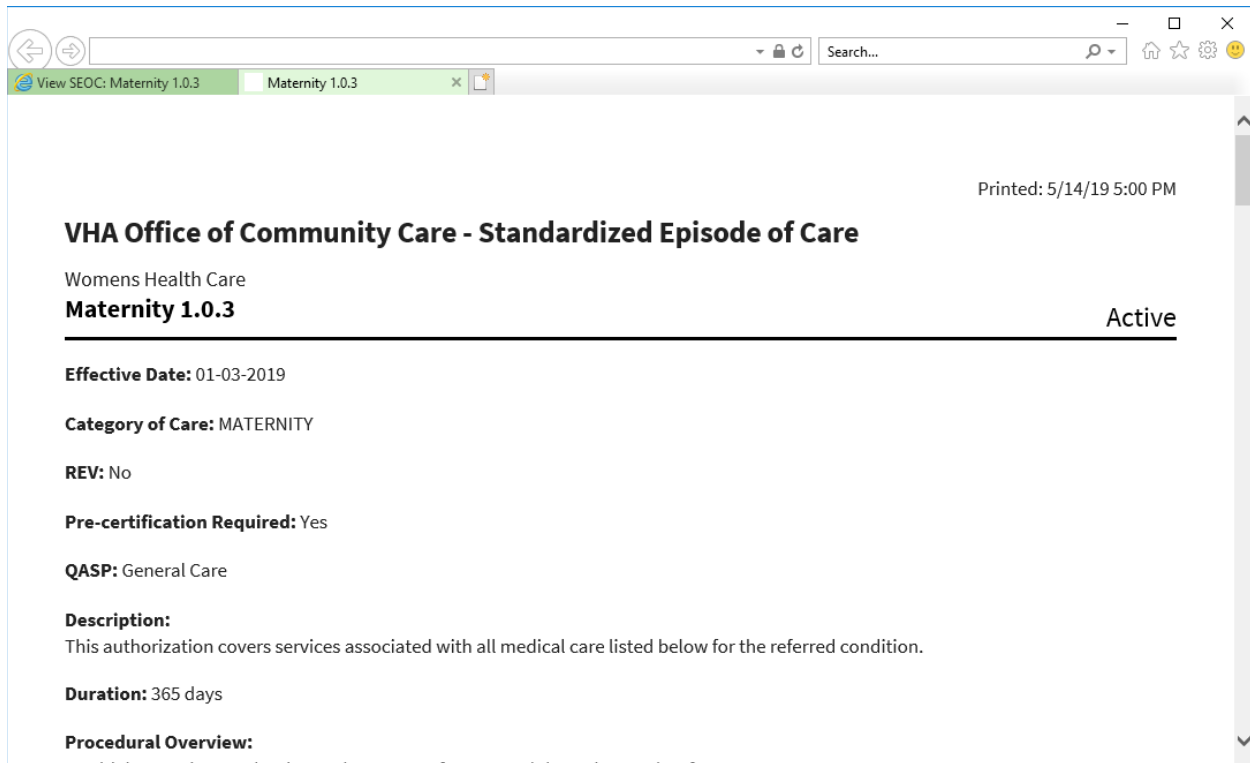 Search...
View SEOC: Maternity 1.0.3
Maternity 1.0.3
Printed: 5/14/19 5:00 PM
VHA Office of Community Care - Standardized Episode of Care
Womens Health Care
Maternity 1.0.3
Active
Effective Date: 01-03-2019
Category of Care: MATERNITY
REV: No
Pre-certification Required: Yes
QASP: General Care
Description:
This authorization covers services associated with all medical care listed below for the referred condition.
Duration: 365 days
Procedural Overview: